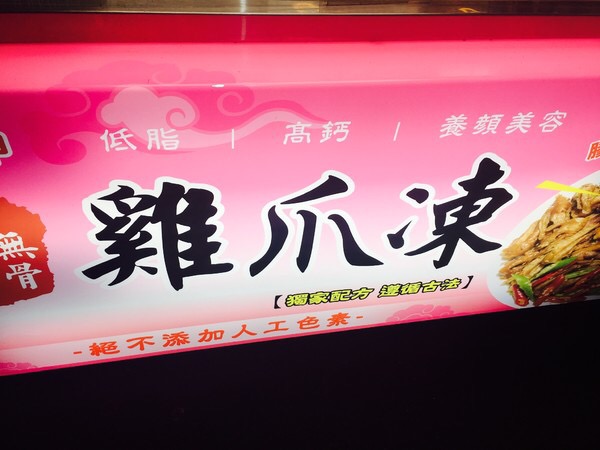 低脂 | 高鈣 | 養顏美容
雞爪凍
無骨
【獨家配方 遵循古法】
-絕不添加人工色素-